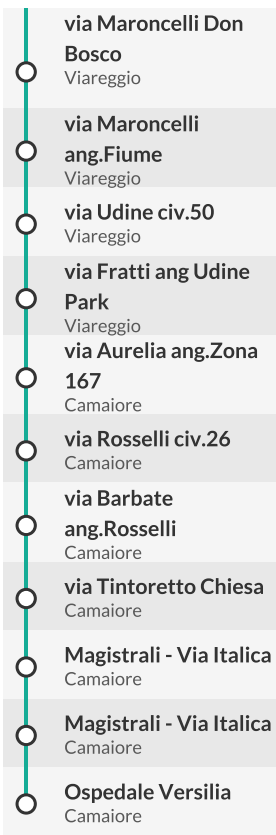 via Maroncelli Don
Bosco
Viareggio
via Maroncelli
ang.Fiume
Viareggio
via Udine civ.50
Viareggio
via Fratti ang Udine
Park
Viareggio
via Aurelia ang.Zona
167
Camaiore
via Rosselli civ.26
Camaiore
via Barbate
ang.Rosselli
Camaiore
via Tintoretto Chiesa
Camaiore
Magistrali - Via Italica
Camaiore
Magistrali - Via Italica
Camaiore
Ospedale Versilia
Camaiore